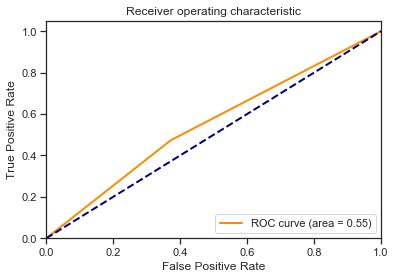 Receiver operating characteristic
True Positive Rate
1.0
0.8
0.6
0.4
0.2
0.0
ROC curve (area = 0.55)
0.0 0.2 0.4 0.6 0.8 1.0
False Positive Rate